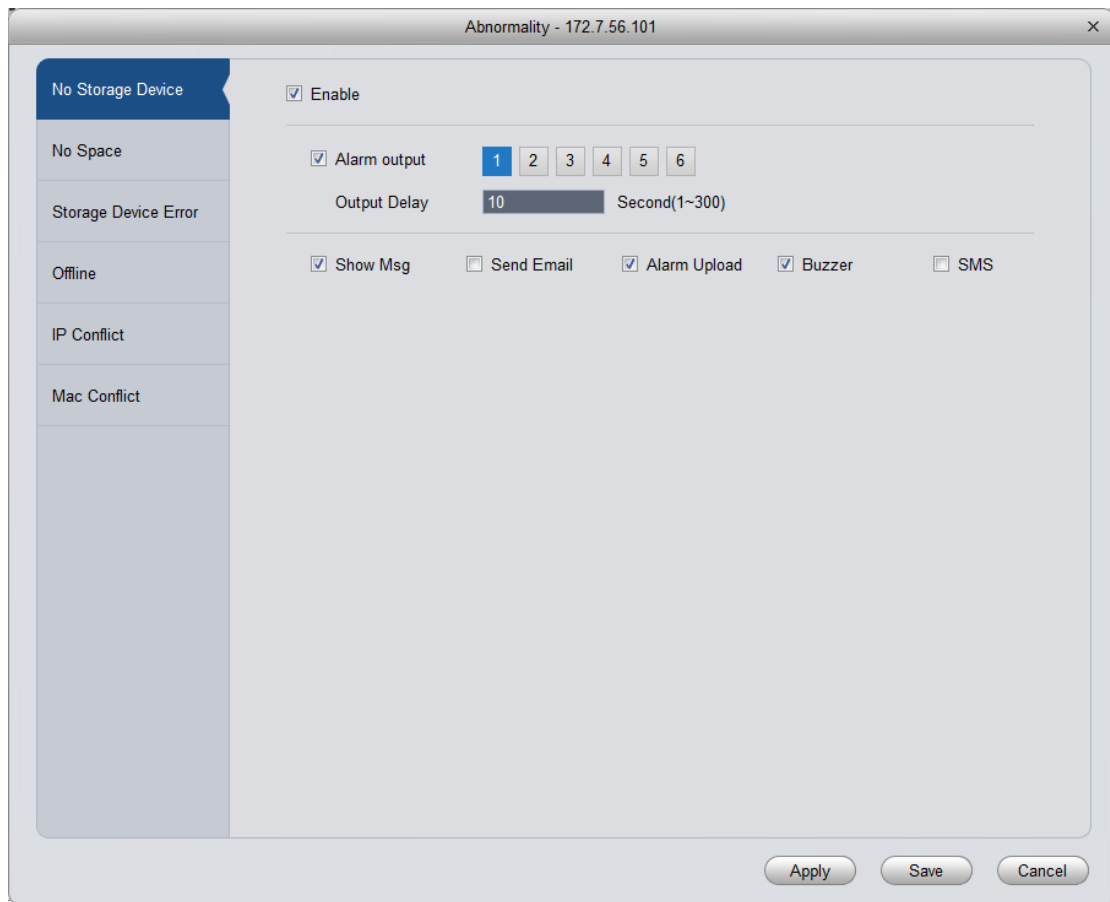 Abnormality - 172.7.56.101
No Storage Device
No Space
Storage Device Error
Offline
IP Conflict
Mac Conflict
Enable
Alarm output 1 2 3 4 5 6
Output Delay 10 Second(1~300)
Show Msg Send Email Alarm Upload Buzzer SMS
Apply Save Cancel